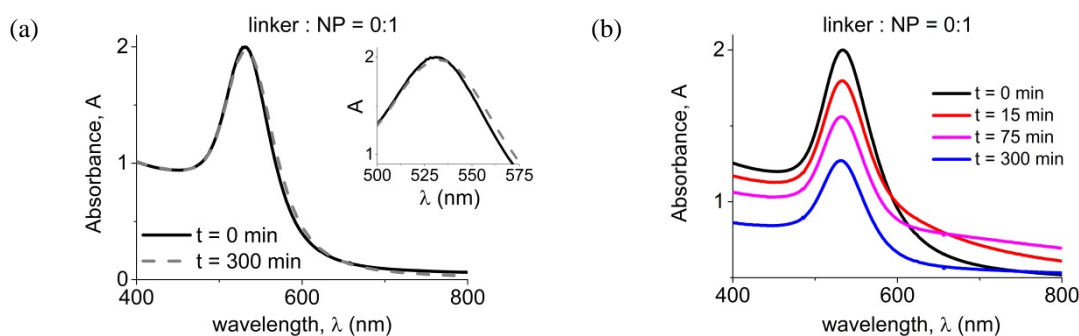 (a)
linker : NP = 0:1
Absorbance, A
2
1
0
400
600
800
wavelength, λ (nm)
t = 0 min
t = 300 min
A
2
1
500
525
550
575
λ (nm)
(b)
linker : NP = 0:1
Absorbance, A
2
1
400
600
800
wavelength, λ (nm)
t = 0 min
t = 15 min
t = 75 min
t = 300 min